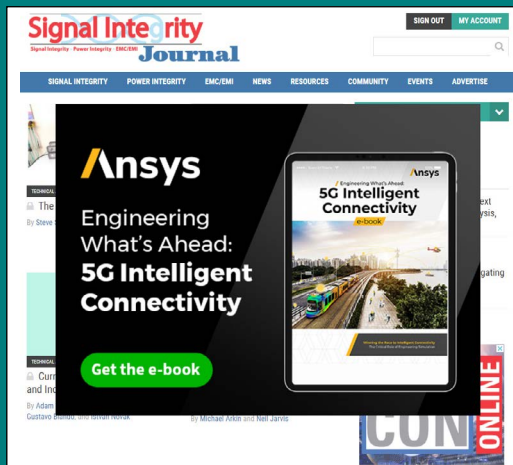 Signal Integrity
Signal Integrity · Power Integrity · EMC/EMI
Journal
SIGN OUT
MY ACCOUNT
SIGNAL INTEGRITY
POWER INTEGRITY
EMC/EMI
NEWS
RESOURCES
COMMUNITY
EVENTS
ADVERTISE
Ansys
Engineering
What's Ahead:
5G Intelligent
Connectivity
Get the e-book
Ansys
Engineering What's Ahead:
5G Intelligent
Connectivity
e-book
TECHNICAL
The
By Steve
TECHNICAL
Curr
and Ind
By Adam
Gustavo Blando, and Istvan Novak
By Michael Arkin and Neil Jarvis
ext
ysis,
gating
CON
ONLINE